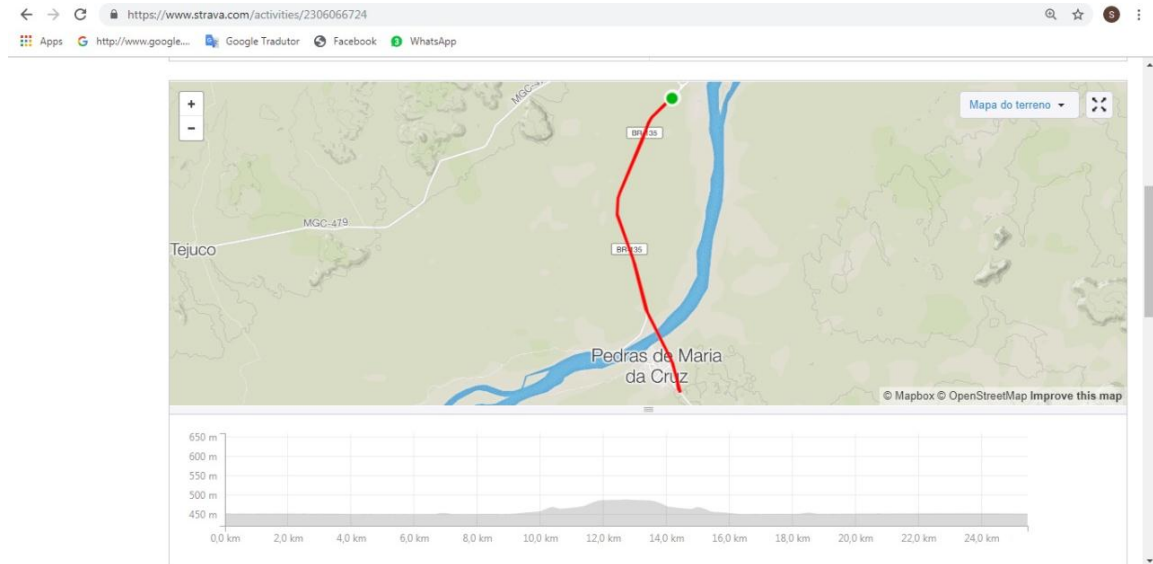 https://www.strava.com/activities/2306066724
S
Apps G http://www.google.... Google Tradutor Facebook 3 WhatsApp
+
−
MGC-4
Mapa do terreno
BR-135
MGC-479
BR-135
Tejuco
Pedras de Maria
da Cruz
© Mapbox © OpenStreetMap Improve this map
650 m
600 m
550 m
500 m
450 m
0,0 km 2,0 km 4,0 km 6,0 km 8,0 km 10,0 km 12,0 km 14,0 km 16,0 km 18,0 km 20,0 km 22,0 km 24,0 km